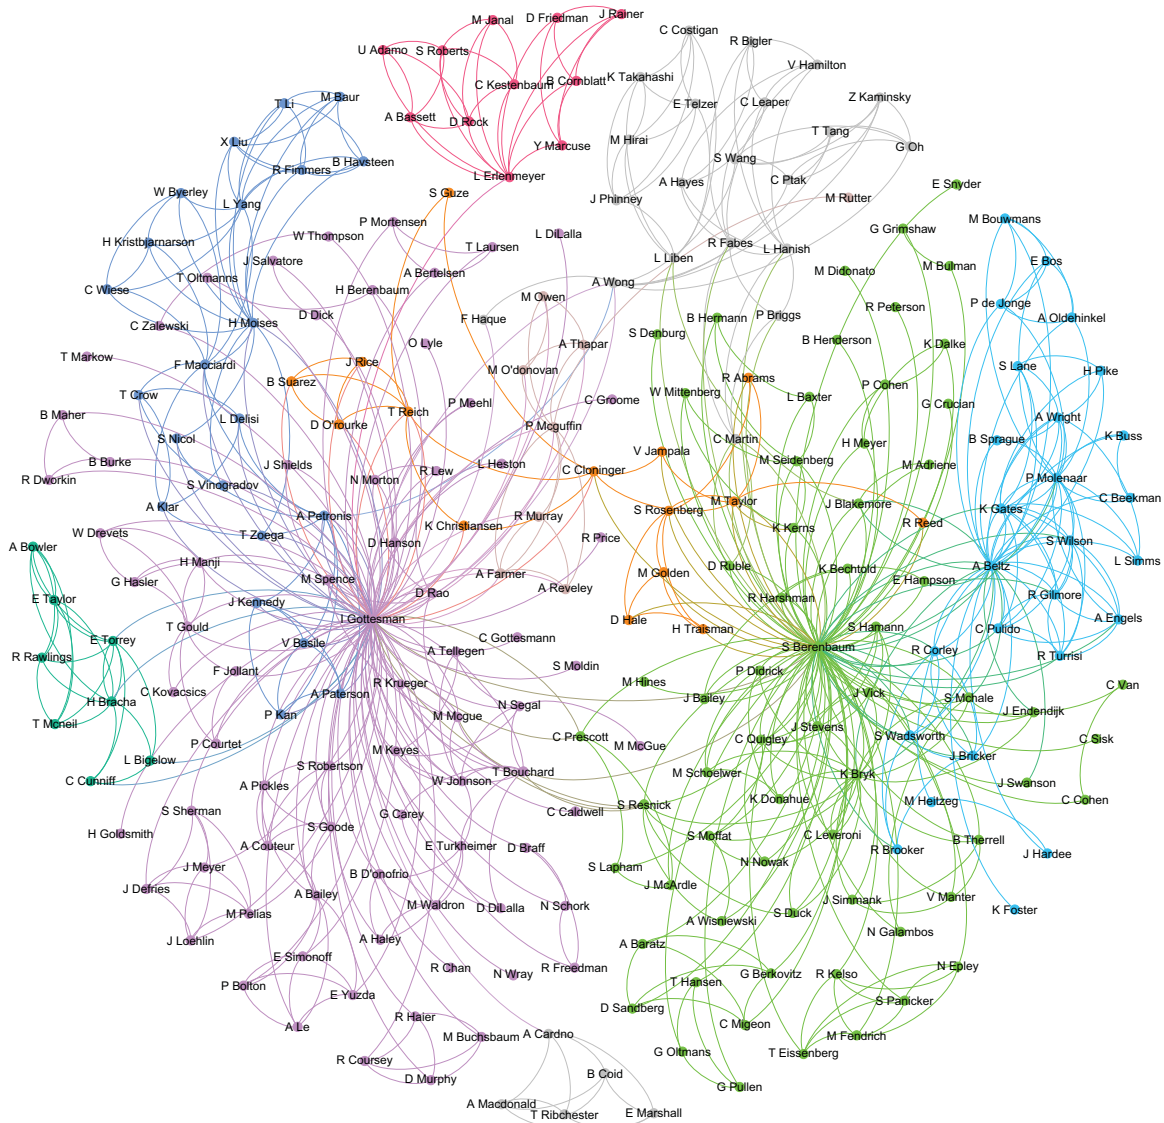 J Rainer
D Friedman
M Janal
C Costigan
R Bigler
U Adamo
S Roberts
V Hamilton
K Takahashi
C Kestenbaum
B Cornblatt
T Li
M Baur
E Telzer
C Leaper
Z Kaminsky
A Bassett
D Rock
T Tang
X Liu
M Hirai
Y Marcuse
G Oh
B Havsteen
R Fimmers
S Wang
L Erlenmeyer
A Hayes
C Ptak
E Snyder
W Byerley
S Guze
L Yang
J Phinney
M Rutter
P Mortensen
M Bouwmans
G Grimshaw
W Thompson
L DiLalla
H Kristbjarnarson
T Laursen
R Fabes
L Hanish
L Liben
J Salvatore
E Bos
T Oltmanns
A Bertelsen
M Didonato
M Bulman
C Wiese
H Berenbaum
A Wong
M Owen
P de Jonge
R Peterson
D Dick
F Haque
B Hermann
P Briggs
A Oldehinkel
C Zalewski
H Moises
S Denburg
B Henderson
K Dalke
O Lyle
A Thapar
T Markow
F Macciardi
J Rice
M O'donovan
S Lane
H Pike
B Suarez
R Abrams
P Cohen
T Crow
W Mittenberg
L Baxter
P Meehl
C Groome
G Crucian
B Maher
L Delisi
T Reich
A Wright
D O'rourke
P Mcguffin
S Nicol
C Martin
H Meyer
B Sprague
K Buss
V Jampala
B Burke
J Shields
R Lew
L Heston
C Cloninger
M Seidenberg
M Adriene
R Dworkin
N Morton
P Molenaar
S Vinogradov
C Beekman
A Klar
M Taylor
J Blakemore
S Rosenberg
K Gates
A Petronis
R Murray
K Christiansen
K Kerns
R Reed
W Drevets
T Zoega
R Price
D Hanson
S Wilson
A Bowler
H Manji
L Simms
D Ruble
K Bechtold
A Beltz
M Golden
A Farmer
M Spence
G Hasler
E Hampson
A Reveley
D Rao
E Taylor
J Kennedy
R Harshman
R Gilmore
I Gottesman
D Hale
A Engels
T Gould
H Traisman
S Hamann
C Pulido
E Torrey
C Gottesmann
V Basile
A Tellegen
S Berenbaum
R Corley
R Turrisi
R Rawlings
F Jollant
S Moldin
P Didrick
M Hines
R Krueger
C Van
C Kovacsics
A Paterson
J Bailey
J Vick
S Mchale
H Bracha
N Segal
P Kan
M Mcgue
J Endendijk
T Mcneil
J Stevens
C Prescott
S Wadsworth
C Sisk
C Quigley
P Courtet
M McGue
M Keyes
J Bricker
L Bigelow
S Robertson
M Schoelwer
T Bouchard
K Bryk
C Cunniff
A Pickles
W Johnson
J Swanson
K Donahue
M Heitzeg
C Cohen
S Resnick
S Sherman
G Carey
C Caldwell
H Goldsmith
S Goode
S Moffat
C Leveroni
B Therrell
A Couteur
E Turkheimer
D Braff
R Brooker
J Hardee
N Nowak
J Meyer
S Lapham
B D'onofrio
J McArdle
J Defries
A Bailey
V Manter
J Simmank
M Waldron
D DiLalla
N Schork
K Foster
M Pelias
S Duck
A Wisniewski
N Galambos
J Loehlin
A Haley
A Baratz
E Simonoff
R Chan
R Freedman
N Epley
G Berkovitz
R Kelso
N Wray
T Hansen
P Bolton
E Yuzda
S Panicker
D Sandberg
R Haier
A Le
C Migeon
M Buchsbaum
A Cardno
M Fendrich
G Oltmans
T Eissenberg
R Coursey
B Coid
D Murphy
G Pullen
A Macdonald
T Ribchester
E Marshall